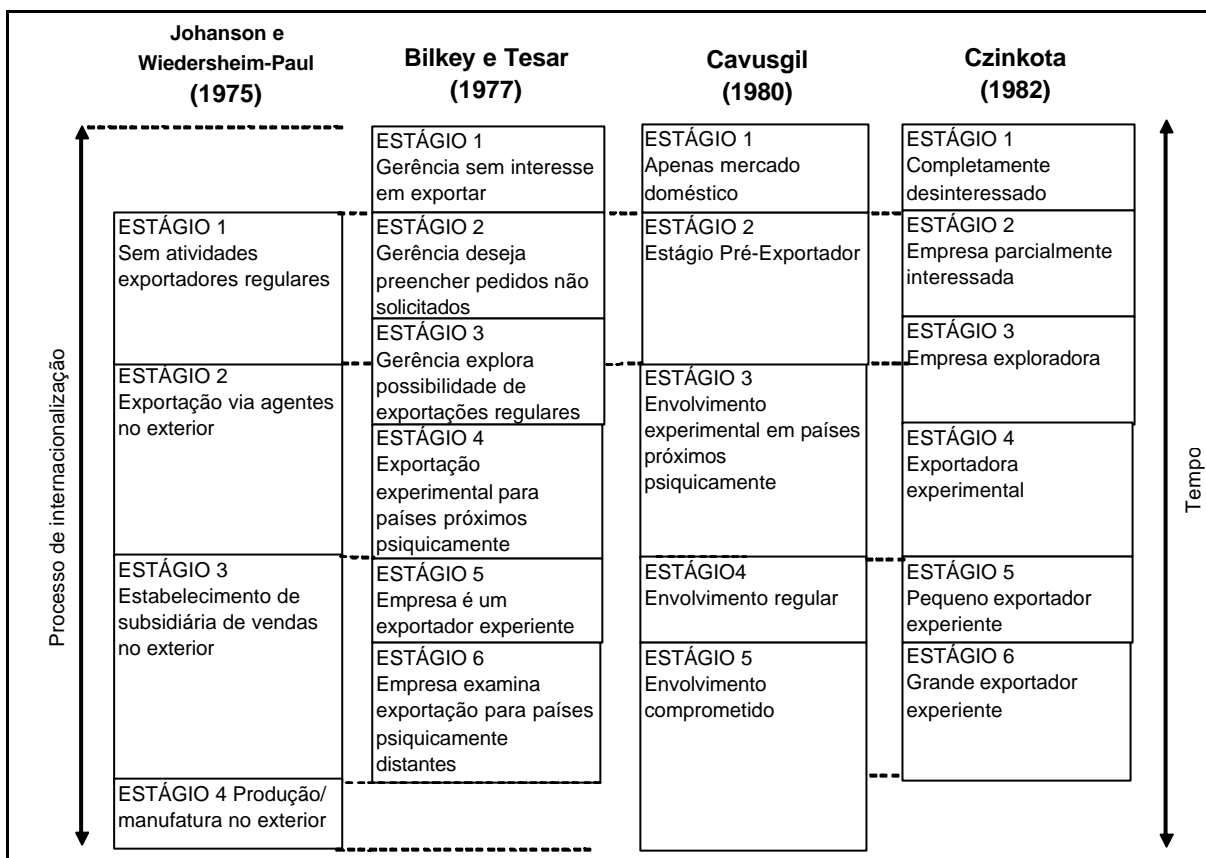 Johanson e
Wiedersheim-Paul
(1975)
Bilkey e Tesar
(1977)
Cavusgil
(1980)
Czinkota
(1982)
Processo de internacionalização
ESTÁGIO 1
Sem atividades
exportadores regulares
ESTÁGIO 2
Exportação via agentes
no exterior
ESTÁGIO 3
Estabelecimento de
subsidiária de vendas
no exterior
ESTÁGIO 4 Produção/
manufatura no exterior
ESTÁGIO 1
Gerência sem interesse
em exportar
ESTÁGIO 2
Gerência deseja
preencher pedidos não
solicitados
ESTÁGIO 3
Gerência explora
possibilidade de
exportações regulares
ESTÁGIO 4
Exportação
experimental para
países próximos
psiquicamente
ESTÁGIO 5
Empresa é um
exportador experiente
ESTÁGIO 6
Empresa examina
exportação para países
psiquicamente
distantes
ESTÁGIO 1
Apenas mercado
doméstico
ESTÁGIO 2
Estágio Pré-Exportador
ESTÁGIO 3
Envolvimento
experimental em países
próximos
psiquicamente
ESTÁGIO4
Envolvimento regular
ESTÁGIO 5
Envolvimento
comprometido
ESTÁGIO 1
Completamente
desinteressado
ESTÁGIO 2
Empresa parcialmente
interessada
ESTÁGIO 3
Empresa exploradora
ESTÁGIO 4
Exportadora
experimental
ESTÁGIO 5
Pequeno exportador
experiente
ESTÁGIO 6
Grande exportador
experiente
Tempo